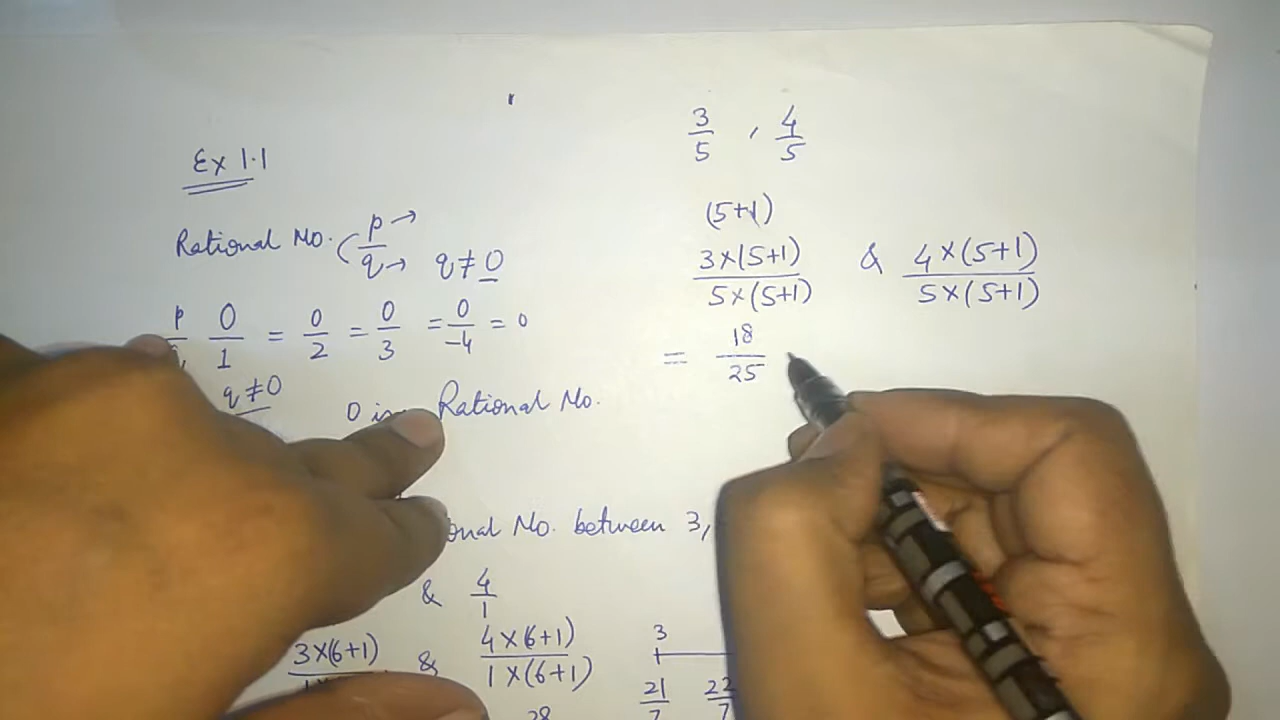 Ex 1.1
Rational No. p/q → → q ≠ 0
p 0/1 = 0/2 = 0/3 = 0/-4 = 0
q ≠ 0
0 is Rational No.
3/5 , 4/5
(5+1)
3×(5+1)/5×(5+1) & 4×(5+1)/5×(5+1)
= 18/25
No. between 3,
& 4/1
3×(6+1) & 4×(6+1)/1×(6+1)
28
3
21/7 22/7